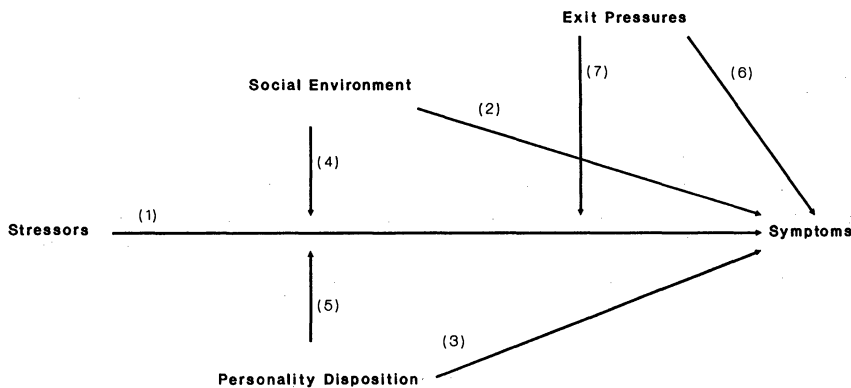 Exit Pressures
(7)
(6)
Social Environment
(2)
(4)
(1)
Stressors
Symptoms
(5)
(3)
Personality Disposition